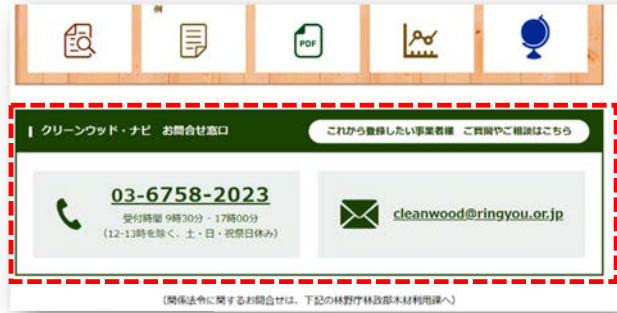 例
PDF
クリーンウッド・ナビ お問合せ窓口
これから登録したい事業者様 ご質問やご相談はこちら
03-6758-2023
受付時間 9時30分 - 17時00分
(12-13時を除く、土・日・祝祭日休み)
cleanwood@ringyou.or.jp
(関係法令に関するお問合せは、下記の林野庁林政部木材利用課へ)